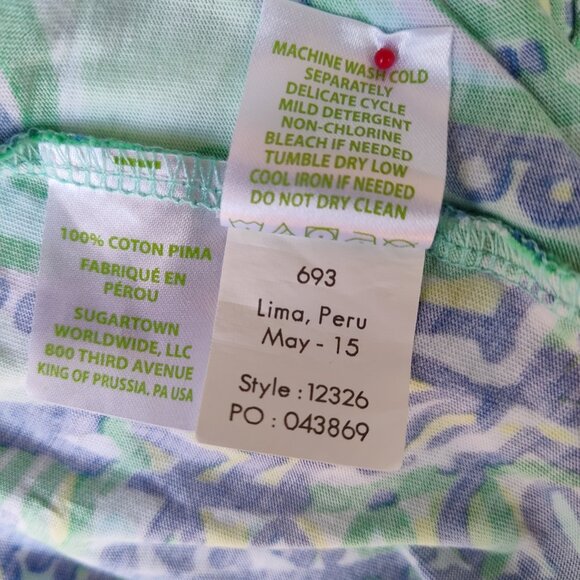 MACHINE WASH COLD
SEPARATELY
DELICATE CYCLE
MILD DETERGENT
NON-CHLORINE
BLEACH IF NEEDED
TUMBLE DRY LOW
COOL IRON IF NEEDED
DO NOT DRY CLEAN
100% COTON PIMA
FABRIQUÉ EN
PÉROU
SUGARTOWN
WORLDWIDE, LLC
800 THIRD AVENUE
KING OF PRUSSIA, PA USA
693
Lima, Peru
May - 15
Style : 12326
PO : 043869